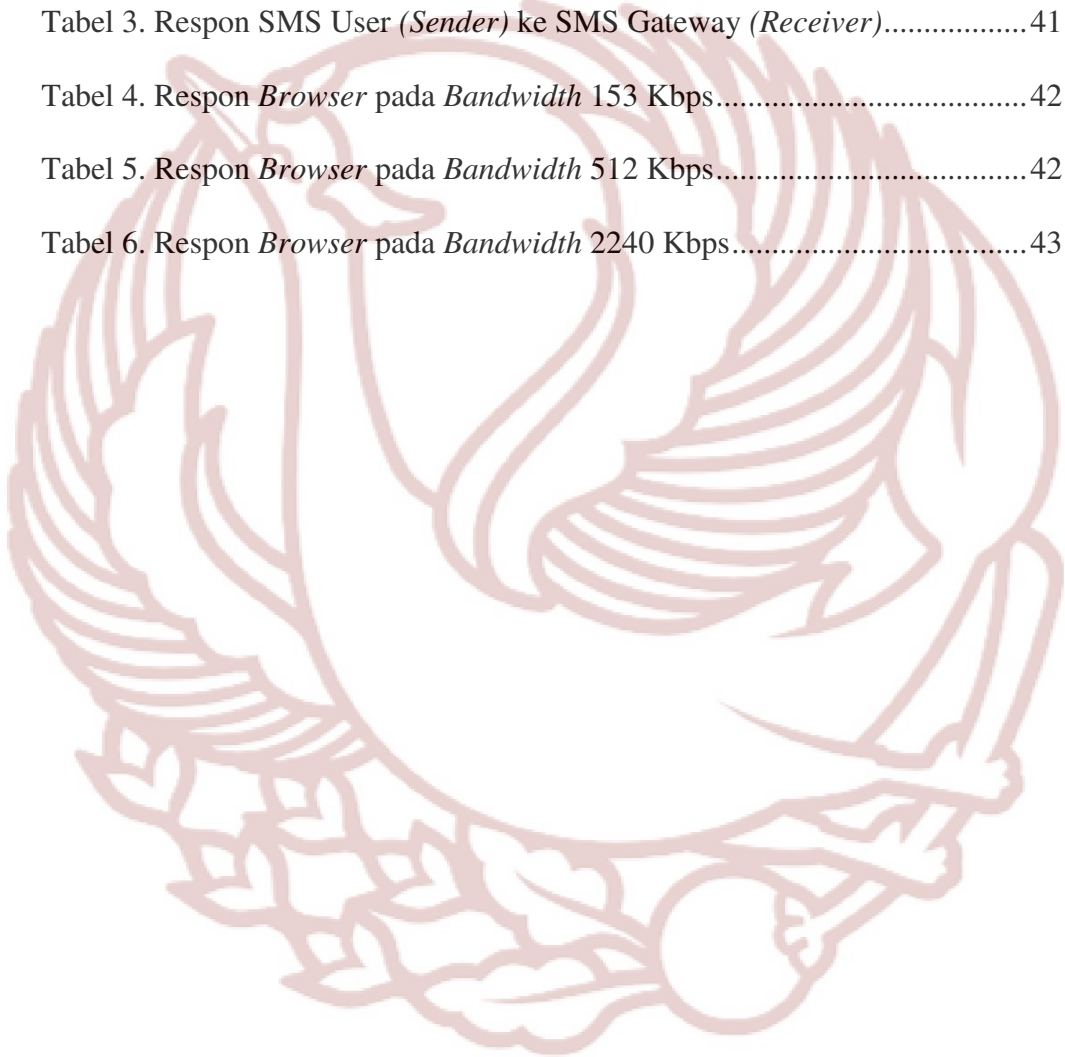 Tabel 3. Respon SMS User (Sender) ke SMS Gateway (Receiver)..................41
Tabel 4. Respon Browser pada Bandwidth 153 Kbps.......................................42
Tabel 5. Respon Browser pada Bandwidth 512 Kbps.......................................42
Tabel 6. Respon Browser pada Bandwidth 2240 Kbps.....................................43